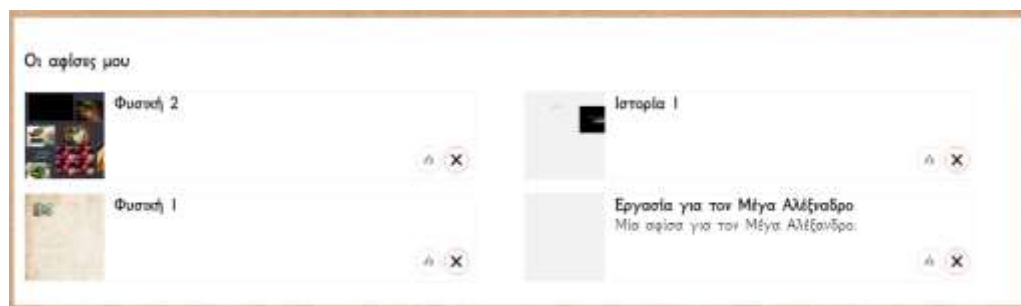 Οι αφίσες μου
Φυσική 2
Ιστορία 1
Φυσική 1
Εργασία για τον Μέγα Αλέξναδρο
Μία αφίσα για τον Μέγα Αλέξανδρο.